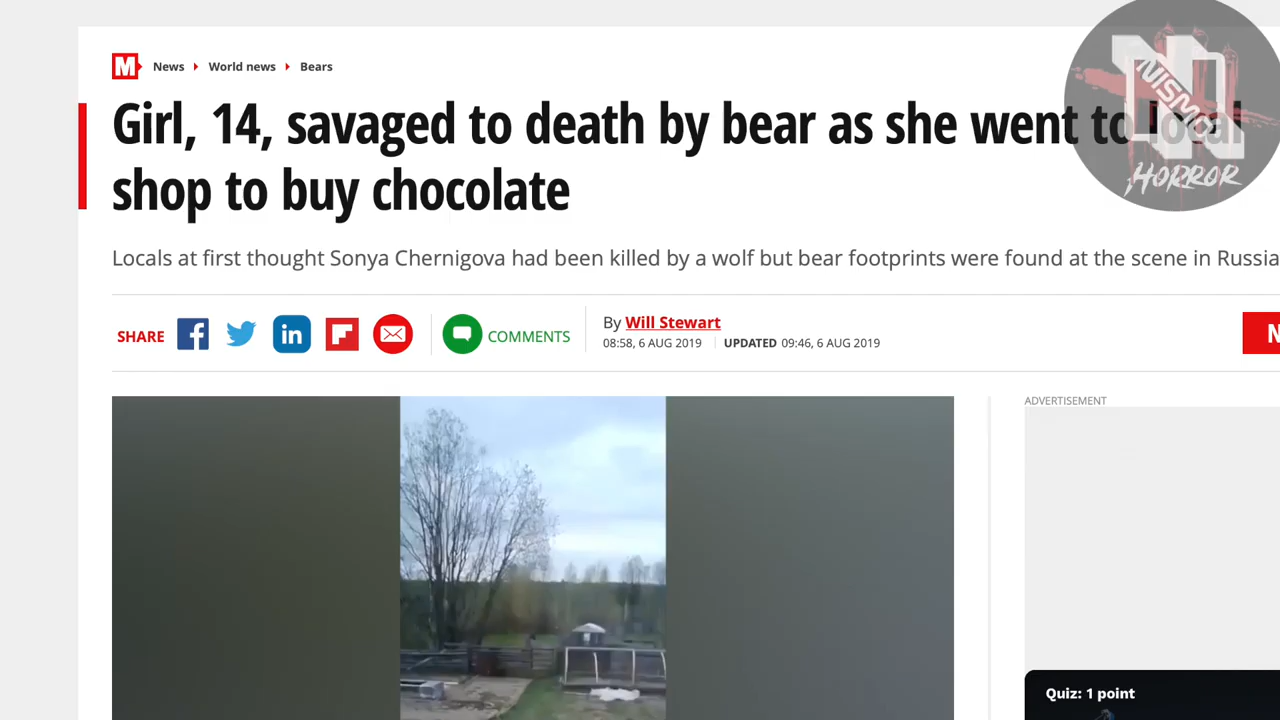 M News World news Bears
Girl, 14, savaged to death by bear as she went to local
shop to buy chocolate
Locals at first thought Sonya Chernigova had been killed by a wolf but bear footprints were found at the scene in Russia
SHARE in COMMENTS By Will Stewart
08:58, 6 AUG 2019 UPDATED 09:46, 6 AUG 2019
N
ADVERTISEMENT
Quiz: 1 point
N
NISMO
HORROR